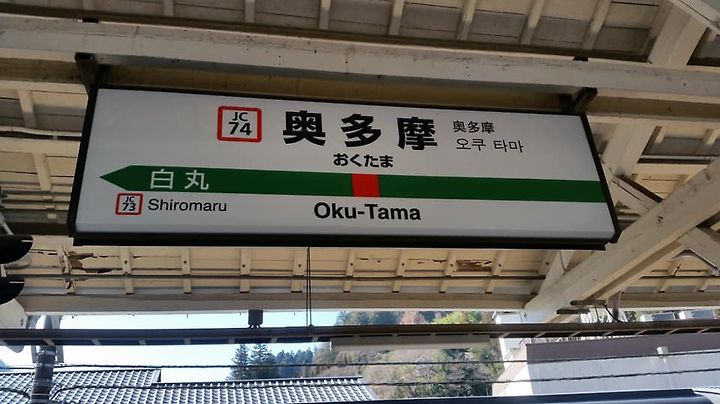 JC
74
奥多摩
おくたま
奥多摩
오쿠 타마
白丸
JC
73
Shiromaru
Oku-Tama